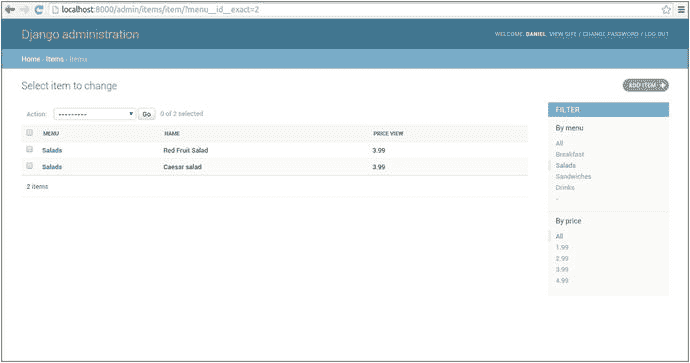 localhost:8000/admin/items/item/?menu__id__exact=2
Django administration
WELCOME, DANIEL. VIEW SITE / CHANGE PASSWORD / LOG OUT
Home › Items › Items
Select item to change
ADD ITEM +
Action: --------- Go 0 of 2 selected
MENU NAME PRICE VIEW
Salads Red Fruit Salad 3.99
Salads Caesar salad 3.99
2 items
FILTER
By menu
All
Breakfast
Salads
Sandwiches
Drinks
-
By price
All
1.99
2.99
3.99
4.99